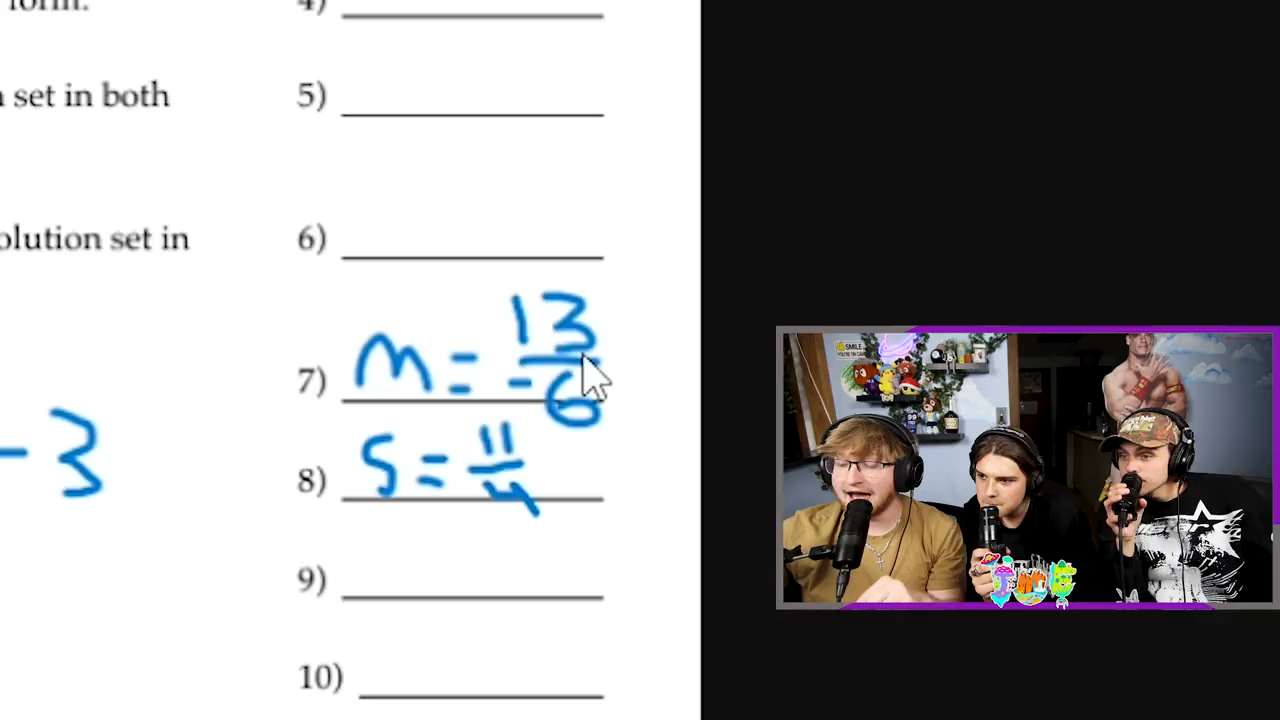 form.
4)
set in both
5)
olution set in
6)
7) m = 13/-6
- 3
8) s = 11/4
9)
10)
SMILE